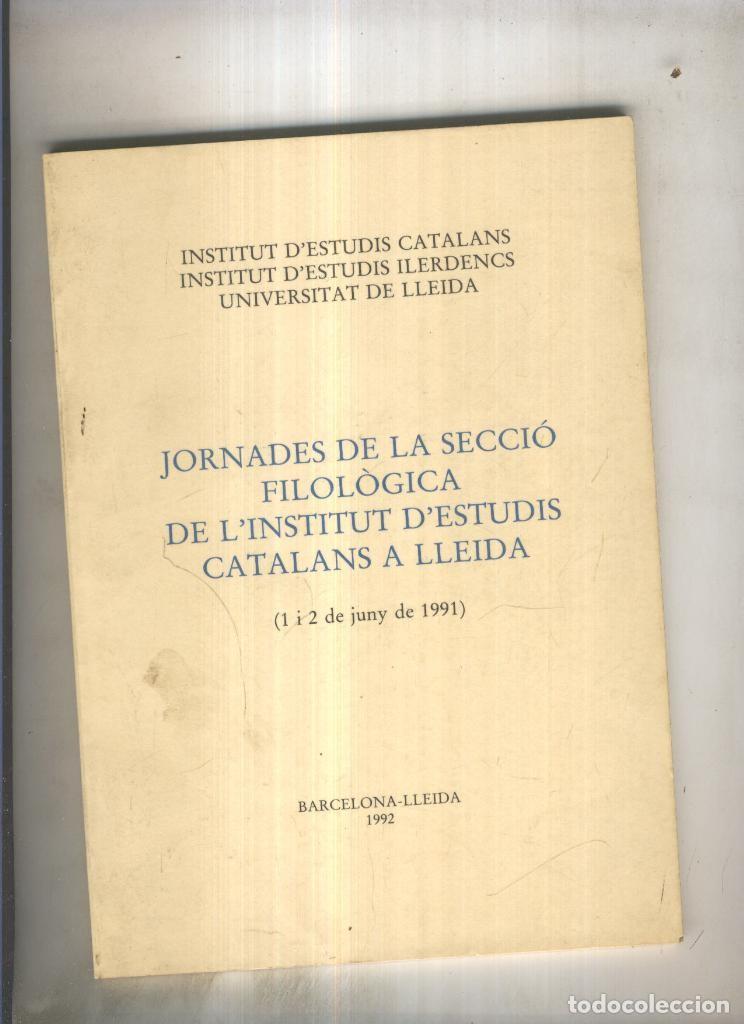 INSTITUT D'ESTUDIS CATALANS
INSTITUT D'ESTUDIS ILERDENCS
UNIVERSITAT DE LLEIDA
JORNADES DE LA SECCIÓ
FILOLÒGICA
DE L'INSTITUT D'ESTUDIS
CATALANS A LLEIDA
(1 i 2 de juny de 1991)
BARCELONA-LLEIDA
1992
todocoleccion